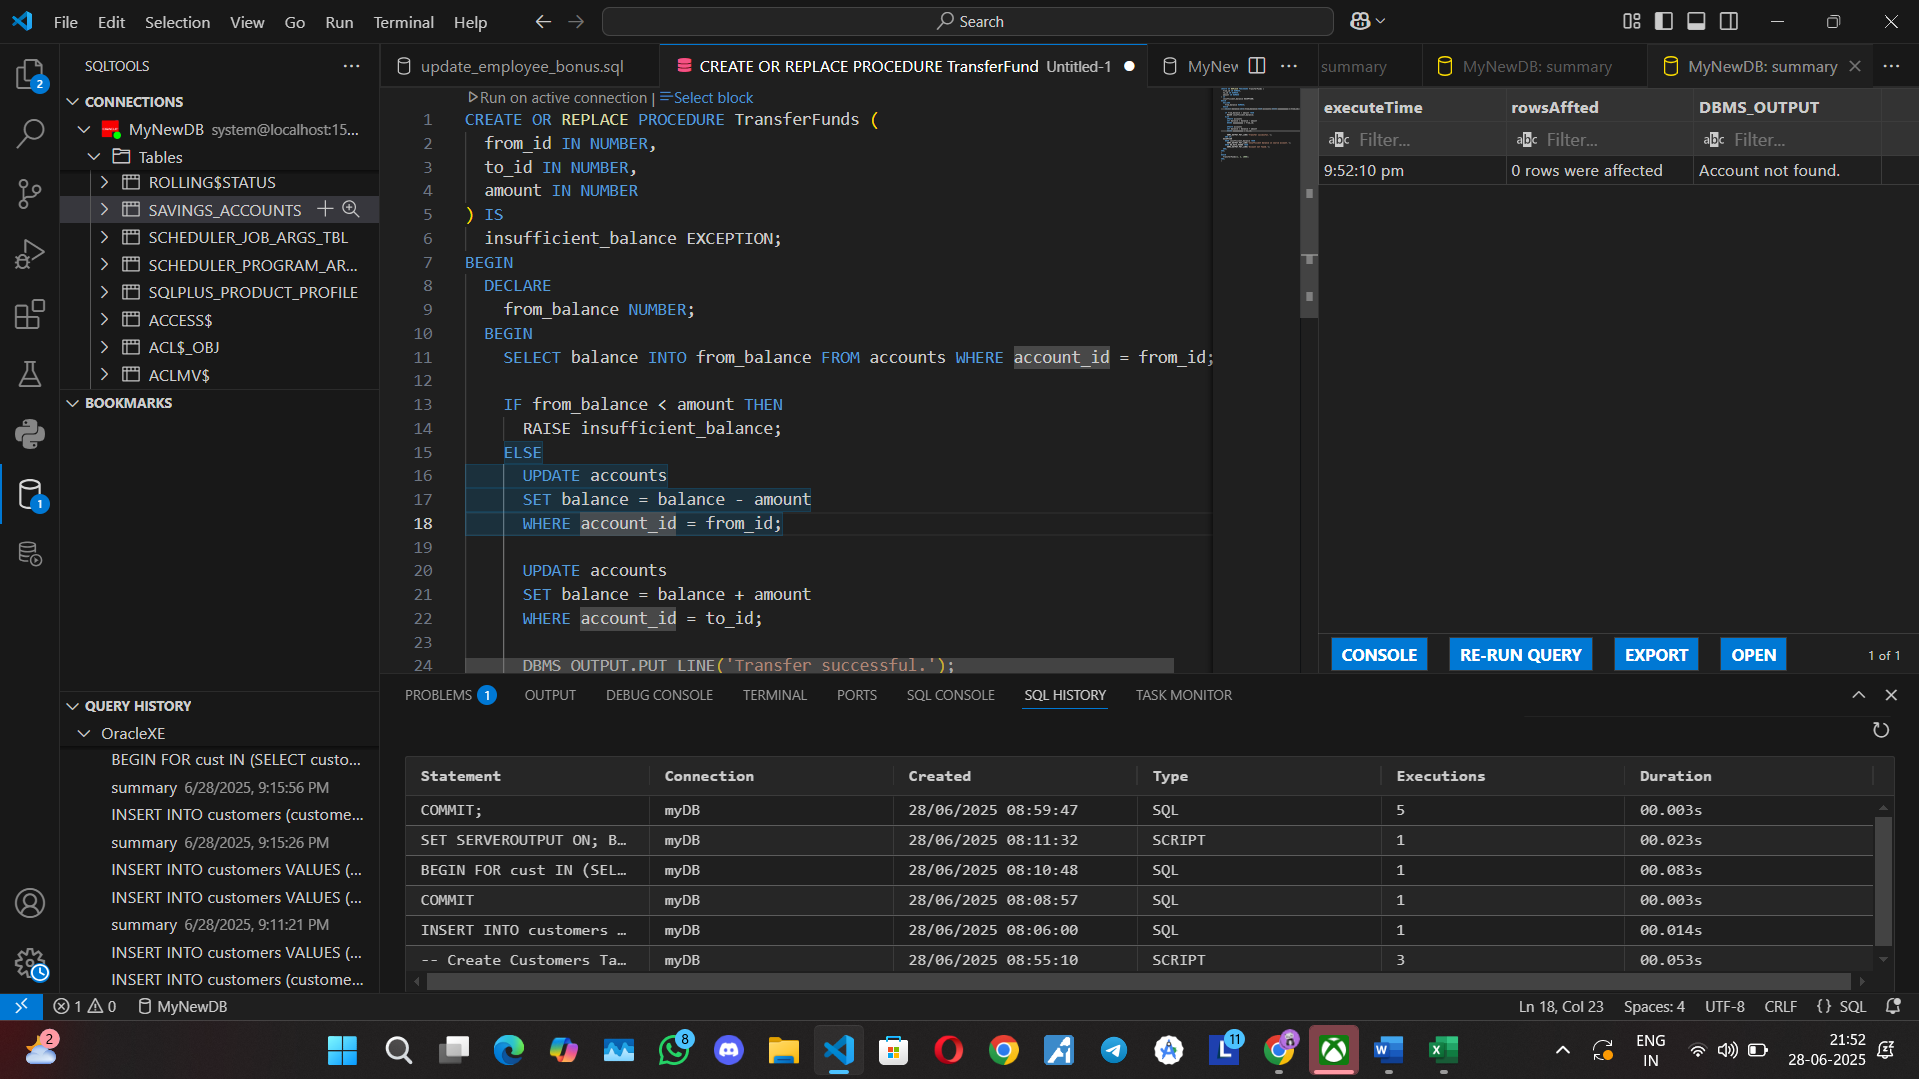 File Edit Selection View Go Run Terminal Help
Search
SQLTOOLS
CONNECTIONS
MyNewDB system@localhost:15...
Tables
ROLLING$STATUS
SAVINGS_ACCOUNTS
SCHEDULER_JOB_ARGS_TBL
SCHEDULER_PROGRAM_AR...
SQLPLUS_PRODUCT_PROFILE
ACCESS$
ACL$_OBJ
ACLMV$
BOOKMARKS
QUERY HISTORY
OracleXE
BEGIN FOR cust IN (SELECT custo...
summary 6/28/2025, 9:15:56 PM
INSERT INTO customers (custome...
summary 6/28/2025, 9:15:26 PM
INSERT INTO customers VALUES (...
INSERT INTO customers VALUES (...
summary 6/28/2025, 9:11:21 PM
INSERT INTO customers VALUES (...
INSERT INTO customers (custome...
update_employee_bonus.sql
CREATE OR REPLACE PROCEDURE TransferFund Untitled-1
MyNew
summary
MyNewDB: summary
MyNewDB: summary
Run on active connection | Select block
1 CREATE OR REPLACE PROCEDURE TransferFunds (
2 from_id IN NUMBER,
3 to_id IN NUMBER,
4 amount IN NUMBER
5 ) IS
6 insufficient_balance EXCEPTION;
7 BEGIN
8 DECLARE
9 from_balance NUMBER;
10 BEGIN
11 SELECT balance INTO from_balance FROM accounts WHERE account_id = from_id;
12
13 IF from_balance < amount THEN
14 RAISE insufficient_balance;
15 ELSE
16 UPDATE accounts
17 SET balance = balance - amount
18 WHERE account_id = from_id;
19
20 UPDATE accounts
21 SET balance = balance + amount
22 WHERE account_id = to_id;
23
24 DBMS_OUTPUT.PUT_LINE('Transfer successful.');
executeTime rowsAffted DBMS_OUTPUT
abc Filter... abc Filter... abc Filter...
9:52:10 pm 0 rows were affected Account not found.
CONSOLE RE-RUN QUERY EXPORT OPEN 1 of 1
PROBLEMS 1 OUTPUT DEBUG CONSOLE TERMINAL PORTS SQL CONSOLE SQL HISTORY TASK MONITOR
Statement Connection Created Type Executions Duration
COMMIT; myDB 28/06/2025 08:59:47 SQL 5 00.003s
SET SERVEROUTPUT ON; B... myDB 28/06/2025 08:11:32 SCRIPT 1 00.023s
BEGIN FOR cust IN (SEL... myDB 28/06/2025 08:10:48 SQL 1 00.083s
COMMIT myDB 28/06/2025 08:08:57 SQL 1 00.003s
INSERT INTO customers ... myDB 28/06/2025 08:06:00 SQL 1 00.014s
-- Create Customers Ta... myDB 28/06/2025 08:55:10 SCRIPT 3 00.053s
1 0 MyNewDB
Ln 18, Col 23 Spaces: 4 UTF-8 CRLF {} SQL
2
1
2
8
11
ENG
IN
21:52
28-06-2025